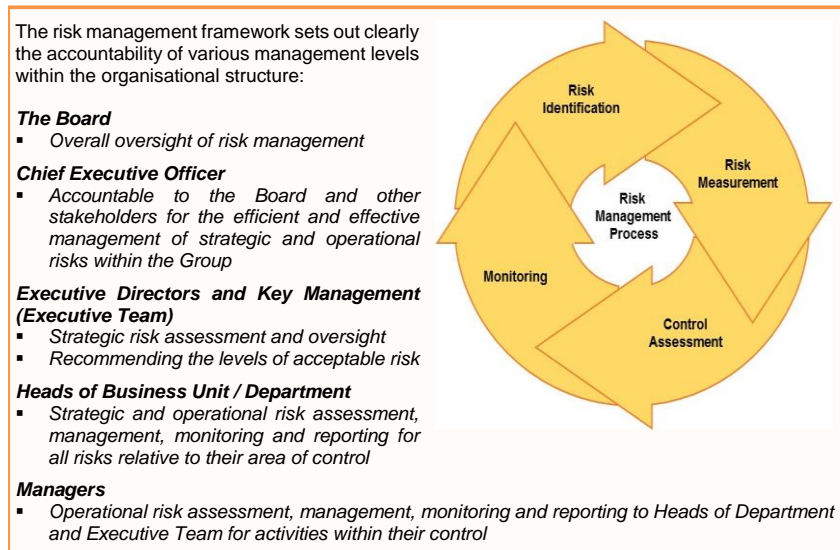 The risk management framework sets out clearly
the accountability of various management levels
within the organisational structure:
The Board
▪ Overall oversight of risk management
Chief Executive Officer
▪ Accountable to the Board and other
stakeholders for the efficient and effective
management of strategic and operational
risks within the Group
Executive Directors and Key Management
(Executive Team)
▪ Strategic risk assessment and oversight
▪ Recommending the levels of acceptable risk
Heads of Business Unit / Department
▪ Strategic and operational risk assessment,
management, monitoring and reporting for
all risks relative to their area of control
Managers
▪ Operational risk assessment, management, monitoring and reporting to Heads of Department
and Executive Team for activities within their control
Risk
Identification
Risk
Measurement
Risk
Management
Process
Monitoring
Control
Assessment